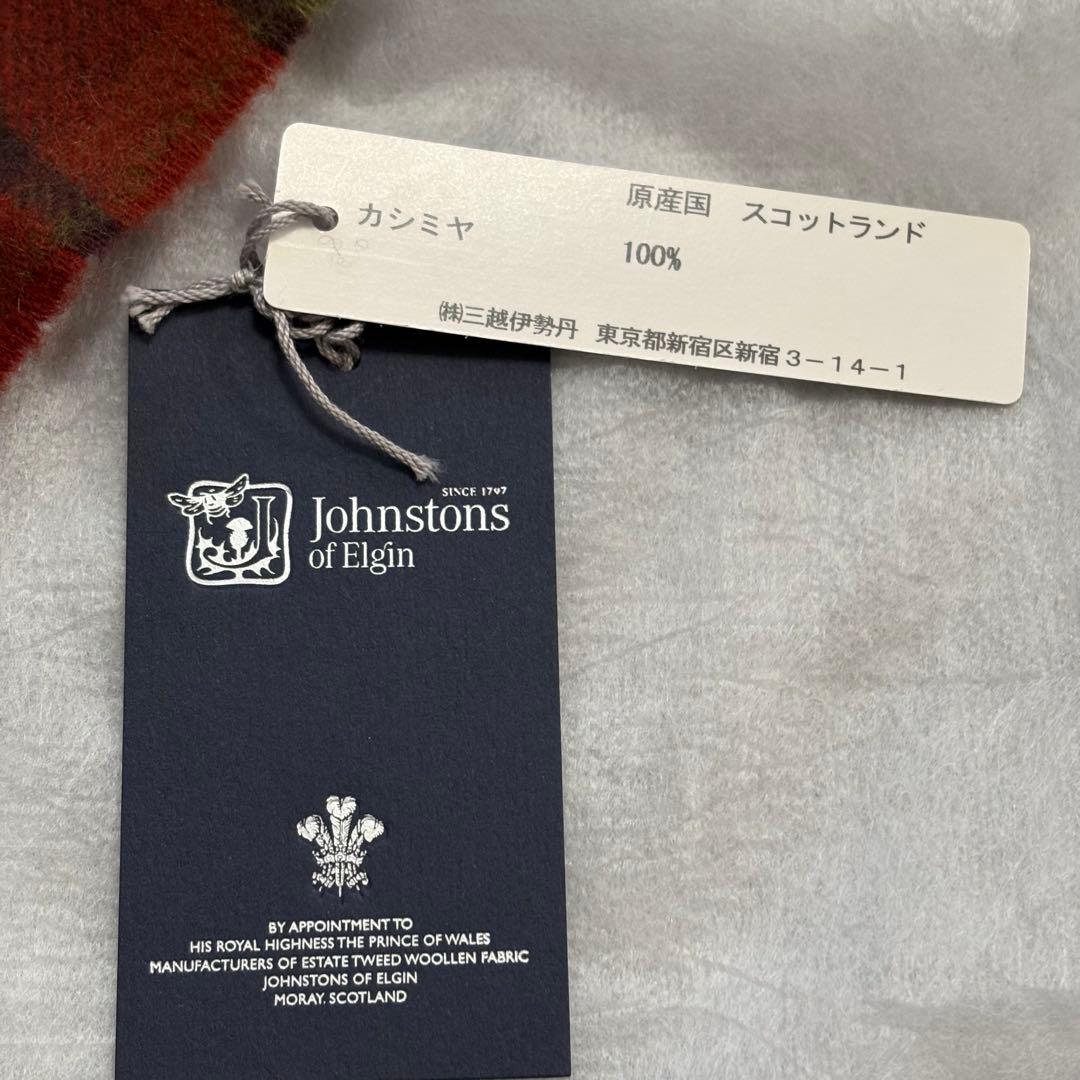 原産国 スコットランド
カシミヤ 100%
㈱三越伊勢丹 東京都新宿区新宿3-14-1
SINCE 1797
Johnstons
of Elgin
BY APPOINTMENT TO
HIS ROYAL HIGHNESS THE PRINCE OF WALES
MANUFACTURERS OF ESTATE TWEED WOOLLEN FABRIC
JOHNSTONS OF ELGIN
MORAY. SCOTLAND